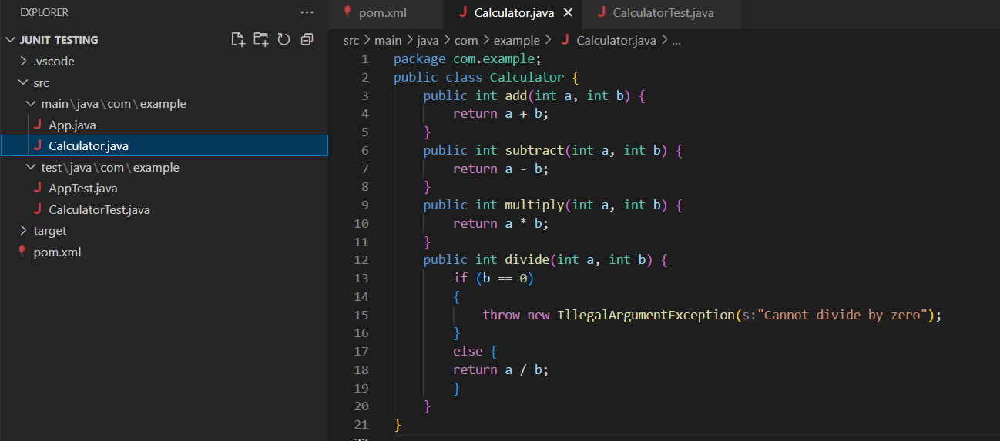 EXPLORER
JUNIT_TESTING
.vscode
src
main\java\com\example
App.java
Calculator.java
test\java\com\example
AppTest.java
CalculatorTest.java
target
pom.xml
pom.xml Calculator.java CalculatorTest.java
src > main > java > com > example > Calculator.java > ...
1 package com.example;
2 public class Calculator {
3     public int add(int a, int b) {
4         return a + b;
5     }
6     public int subtract(int a, int b) {
7         return a - b;
8     }
9     public int multiply(int a, int b) {
10         return a * b;
11     }
12     public int divide(int a, int b) {
13         if (b == 0)
14         {
15             throw new IllegalArgumentException(s:"Cannot divide by zero");
16         }
17         else {
18         return a / b;
19         }
20     }
21 }